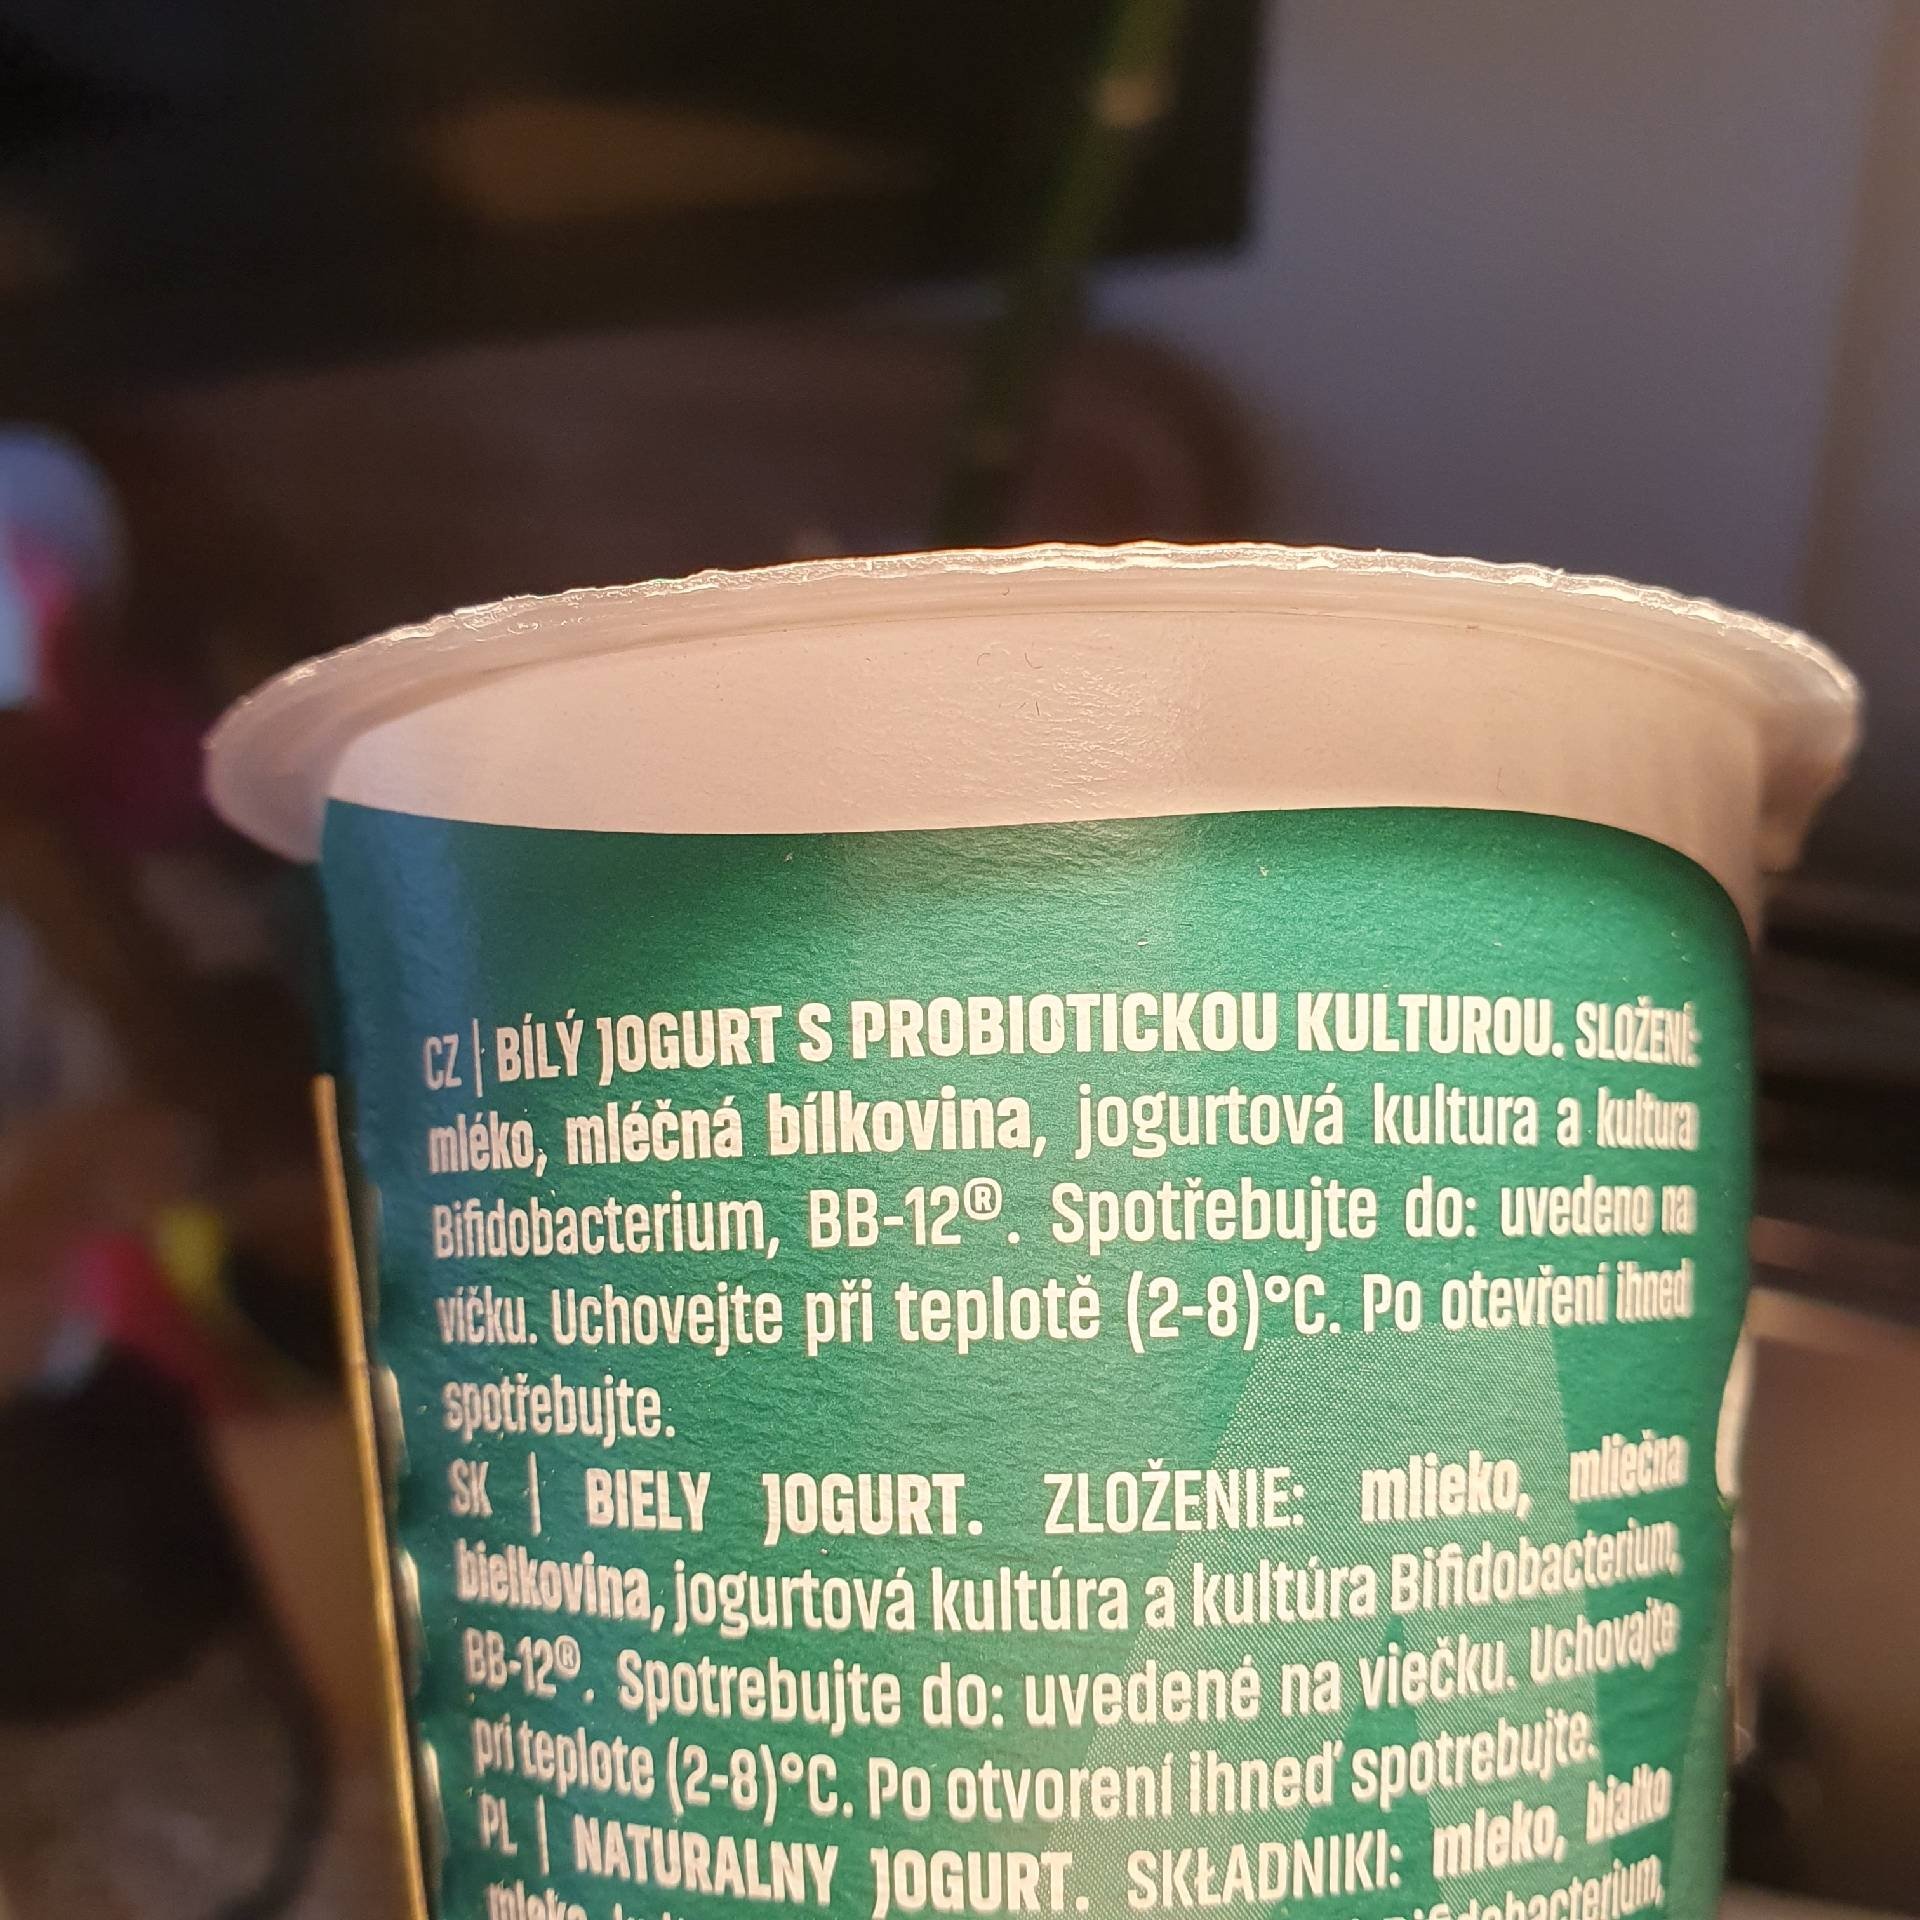 CZ | BÍLÝ JOGURT S PROBIOTICKOU KULTUROU. SLOŽENÍ:
mléko, mléčná bílkovina, jogurtová kultura a kultura
Bifidobacterium, BB-12®. Spotřebujte do: uvedeno na
víčku. Uchovejte při teplotě (2-8)°C. Po otevření ihned
spotřebujte.
SK | BIELY JOGURT. ZLOŽENIE: mlieko, mliečna
bielkovina, jogurtová kultúra a kultúra Bifidobacterium,
BB-12®. Spotrebujte do: uvedené na viečku. Uchovajte
pri teplote (2-8)°C. Po otvorení ihneď spotrebujte.
PL | NATURALNY JOGURT. SKŁADNIKI: mleko, białko
Bifidobacterium,